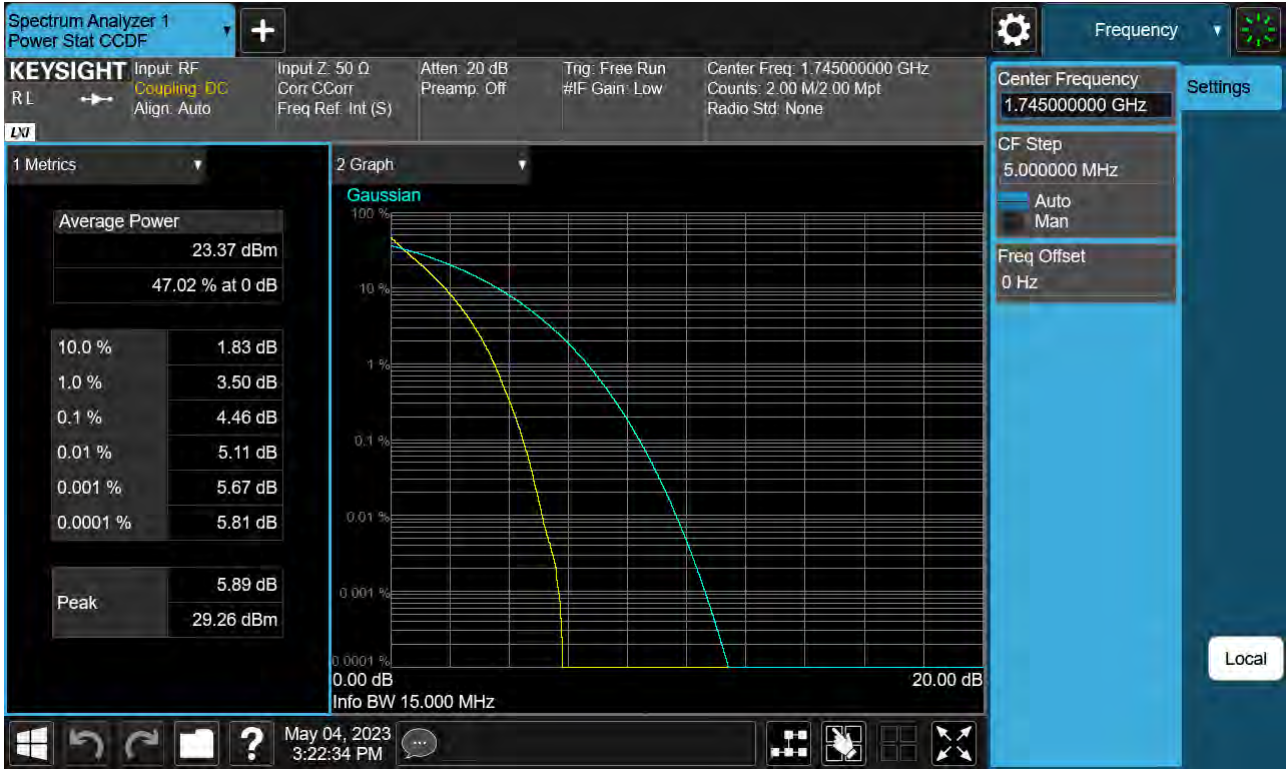 Spectrum Analyzer 1
Power Stat CCDF
Frequency
KEYSIGHT
R L
LXI
Input: RF
Coupling: DC
Align: Auto
Input Z: 50 Ω
Corr CCorr
Freq Ref: Int (S)
Atten: 20 dB
Preamp: Off
Trig: Free Run
#IF Gain: Low
Center Freq: 1.745000000 GHz
Counts: 2.00 M/2.00 Mpt
Radio Std: None
Center Frequency
1.745000000 GHz
Settings
CF Step
5.000000 MHz
Auto
Man
Freq Offset
0 Hz
Local
1 Metrics
Average Power
23.37 dBm
47.02 % at 0 dB
10.0 % 1.83 dB
1.0 % 3.50 dB
0.1 % 4.46 dB
0.01 % 5.11 dB
0.001 % 5.67 dB
0.0001 % 5.81 dB
Peak
5.89 dB
29.26 dBm
2 Graph
Gaussian
100 %
10 %
1 %
0.1 %
0.01 %
0.001 %
0.0001 %
0.00 dB 20.00 dB
Info BW 15.000 MHz
?
May 04, 2023
3:22:34 PM